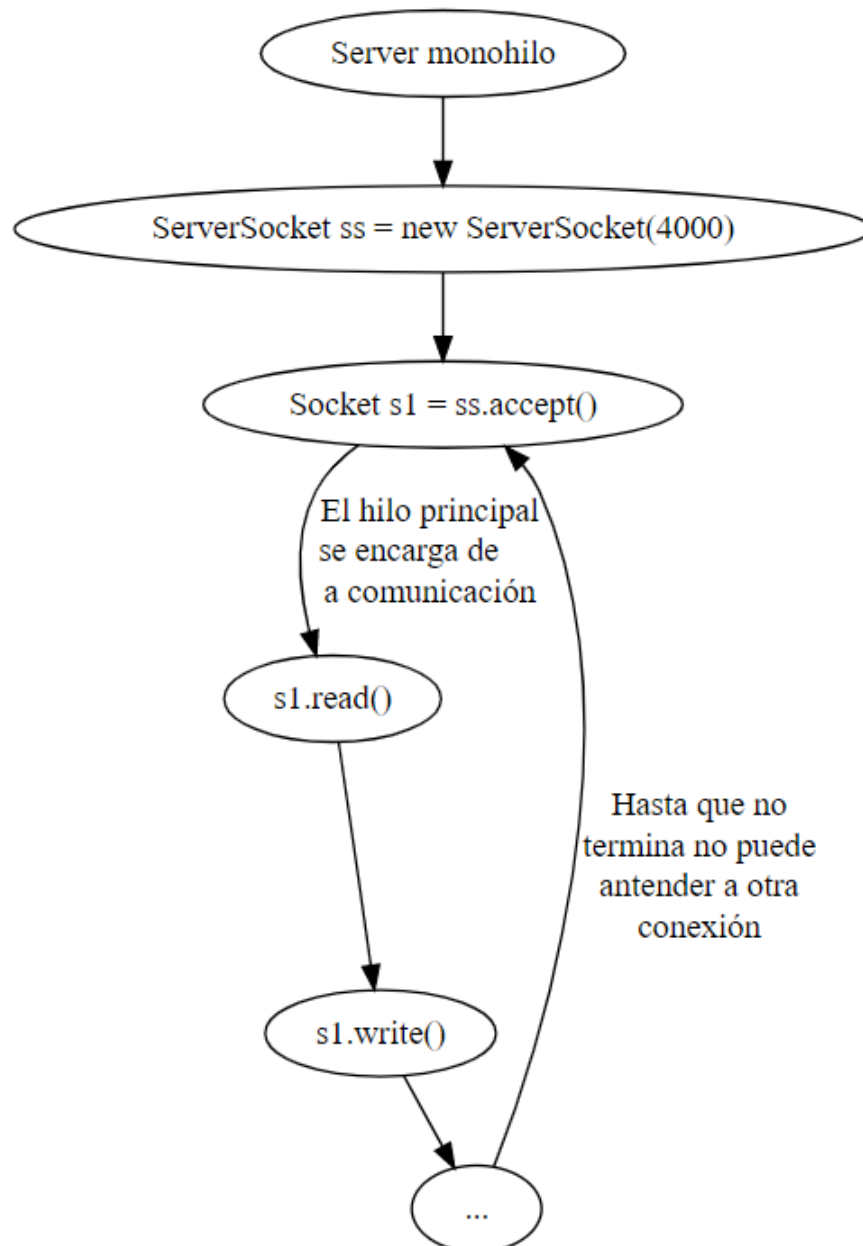 Server monohilo
ServerSocket ss = new ServerSocket(4000)
Socket s1 = ss.accept()
El hilo principal
se encarga de
a comunicación
s1.read()
Hasta que no
termina no puede
antender a otra
conexión
s1.write()
...